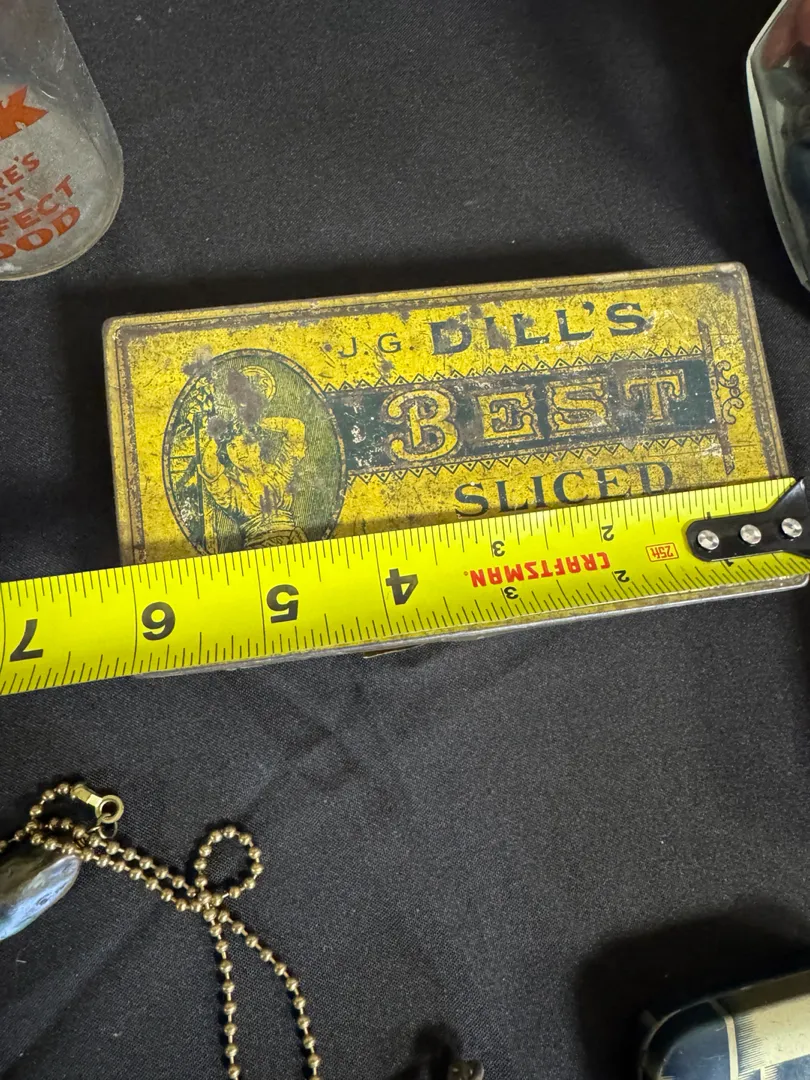 K
RE'S
ST
FECT
OOD
J.G. DILL'S
BEST
SLICED
7 6 5 4 3 2
CRAFTSMAN
25ft
3 2